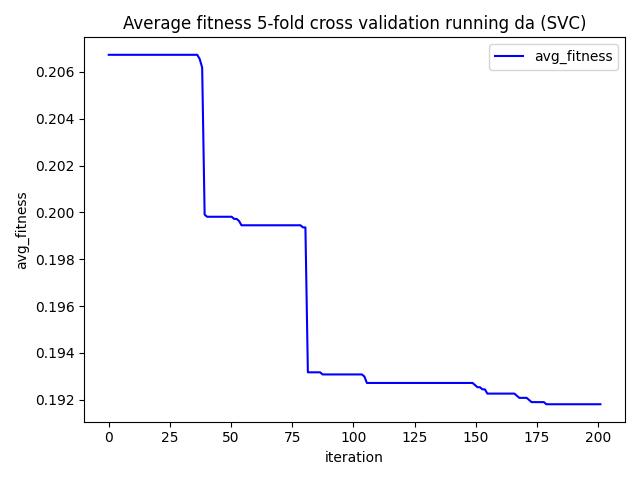 Average fitness 5-fold cross validation running da (SVC)
avg_fitness
avg_fitness
0.206
0.204
0.202
0.200
0.198
0.196
0.194
0.192
0 25 50 75 100 125 150 175 200
iteration